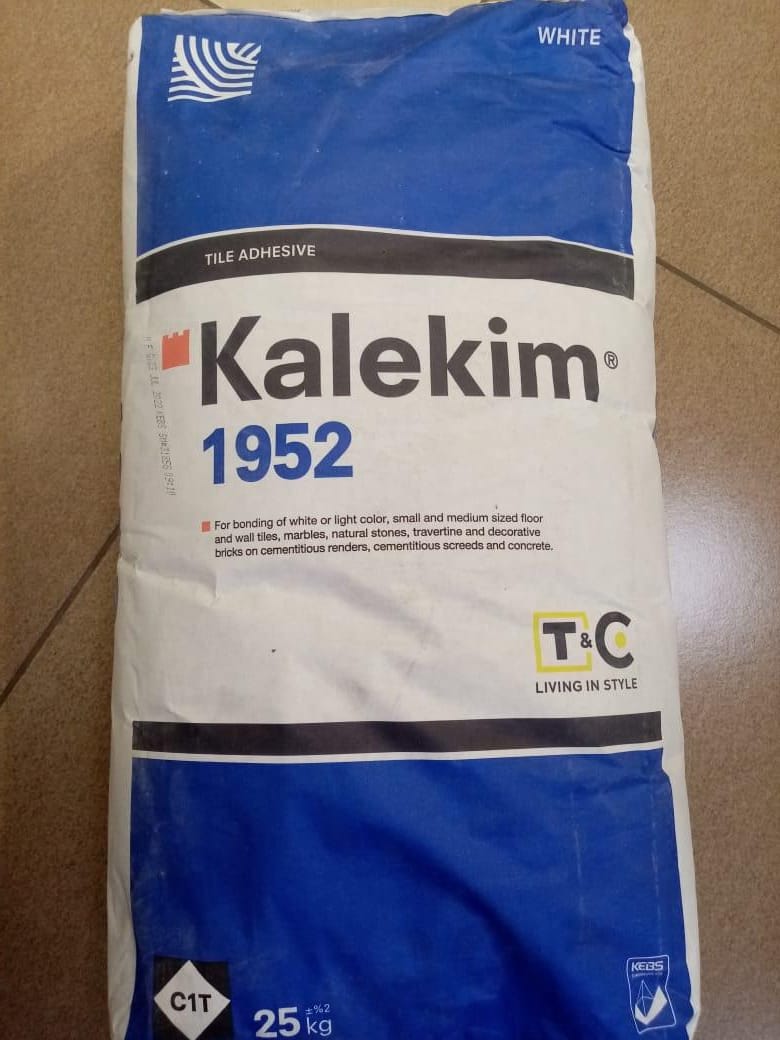 WHITE
TILE ADHESIVE
Kalekim®
1952
For bonding of white or light color, small and medium sized floor
and wall tiles, marbles, natural stones, travertine and decorative
bricks on cementitious renders, cementitious screeds and concrete.
T&C
LIVING IN STYLE
C1T
25 ±%2 kg
KEBS